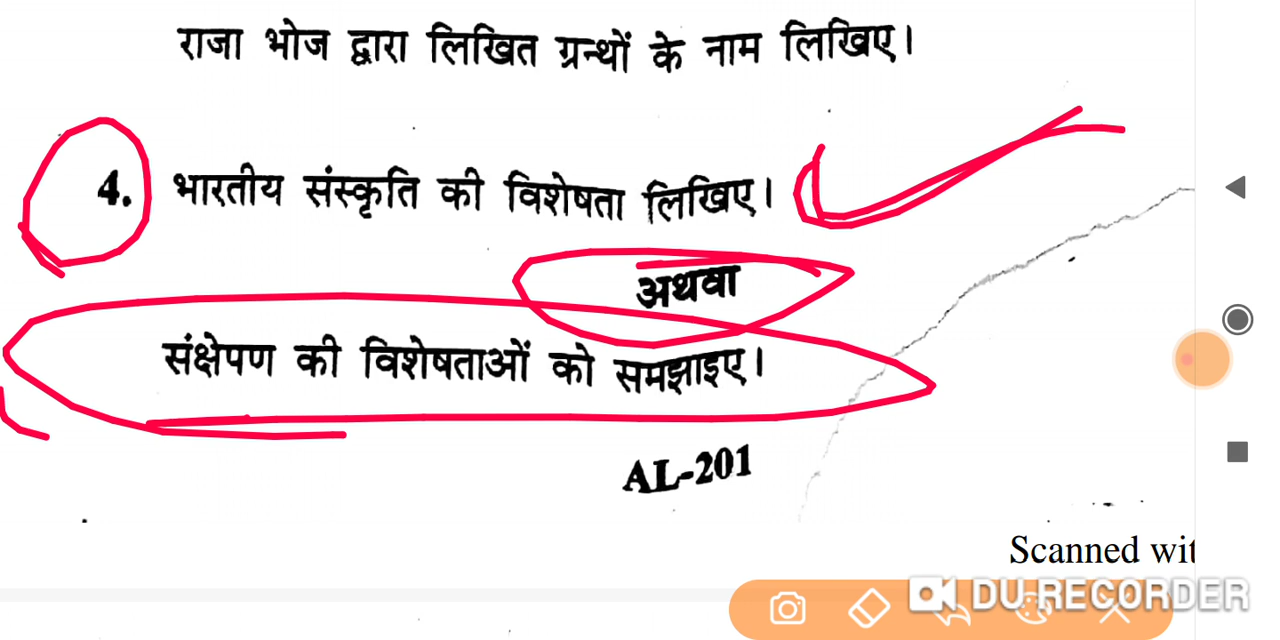 राजा भोज द्वारा लिखित ग्रन्थों के नाम लिखिए।
4. भारतीय संस्कृति की विशेषता लिखिए।
अथवा
संक्षेपण की विशेषताओं को समझाइए।
AL-201
Scanned wit
DU RECORDER